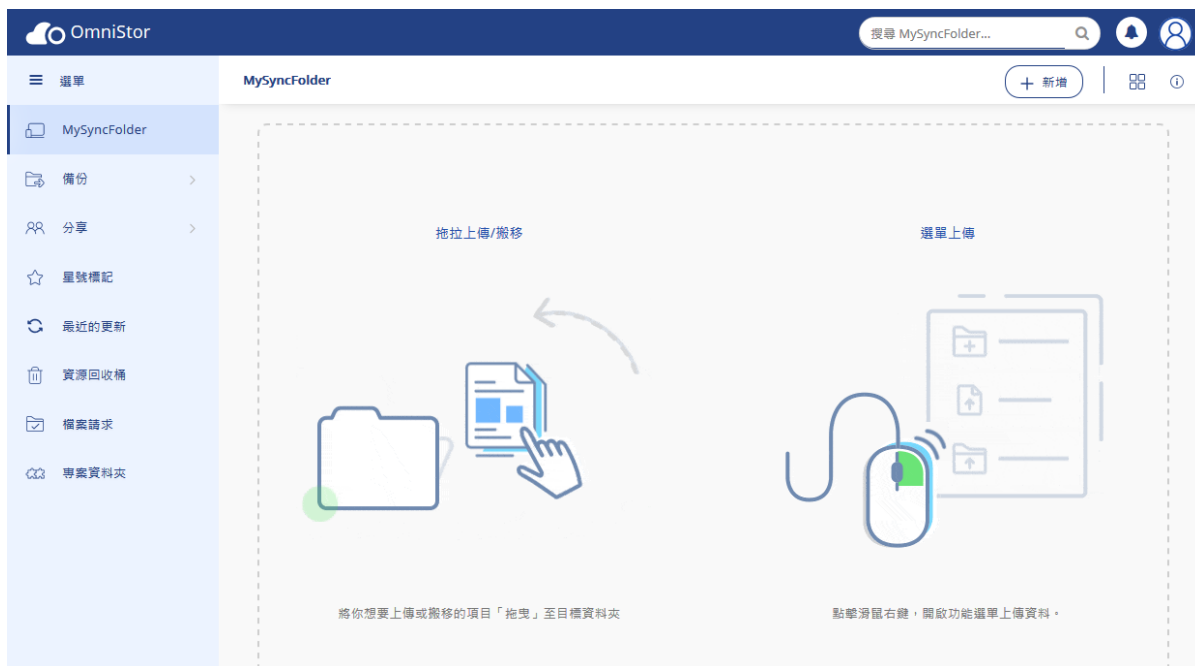 OmniStor
搜尋 MySyncFolder...
選單
MySyncFolder
新增
MySyncFolder
備份
分享
星號標記
最近的更新
資源回收桶
檔案請求
專案資料夾
拖拉上傳/搬移
選單上傳
將你想要上傳或搬移的項目「拖曳」至目標資料夾
點擊滑鼠右鍵，開啟功能選單上傳資料。